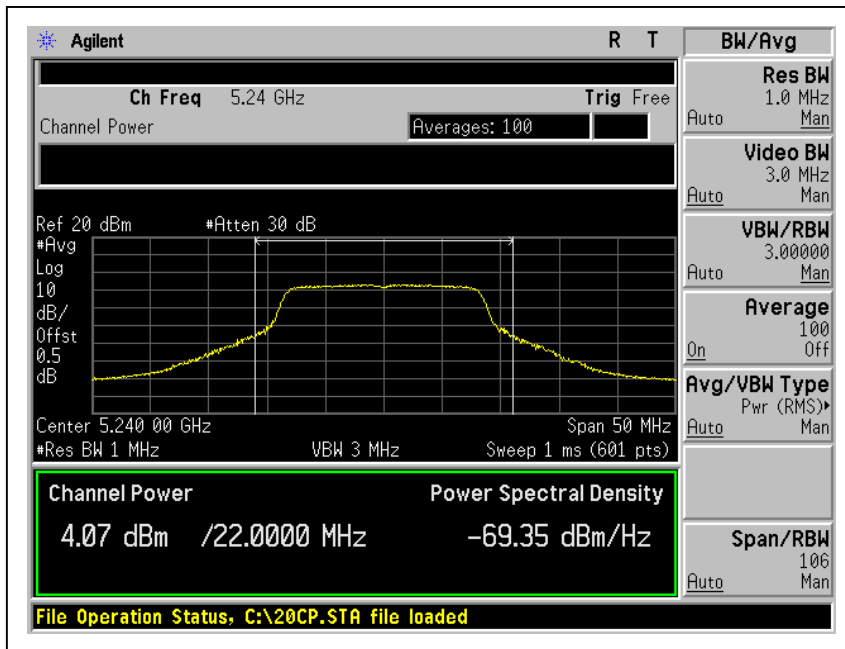 Agilent R T
Ch Freq 5.24 GHz Trig Free
Channel Power Averages: 100
Ref 20 dBm #Atten 30 dB
#Avg
Log
10
dB/
Offst
0.5
dB
Center 5.240 00 GHz Span 50 MHz
#Res BW 1 MHz VBW 3 MHz Sweep 1 ms (601 pts)
Channel Power Power Spectral Density
4.07 dBm /22.0000 MHz -69.35 dBm/Hz
File Operation Status, C:\20CP.STA file loaded
BW/Avg
Res BW
1.0 MHz
Auto Man
Video BW
3.0 MHz
Auto Man
VBW/RBW
3.00000
Auto Man
Average
100
On Off
Avg/VBW Type
Pwr (RMS)▸
Auto Man
Span/RBW
106
Auto Man